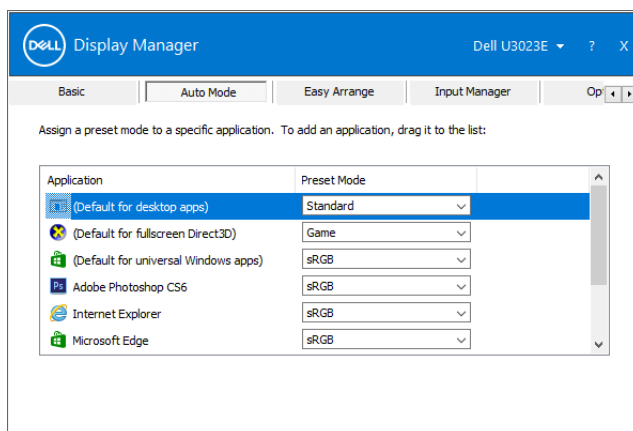 DELL Display Manager Dell U3023E ? X
Basic Auto Mode Easy Arrange Input Manager Op
Assign a preset mode to a specific application. To add an application, drag it to the list:
Application Preset Mode
(Default for desktop apps) Standard
(Default for fullscreen Direct3D) Game
(Default for universal Windows apps) sRGB
Ps Adobe Photoshop CS6 sRGB
Internet Explorer sRGB
Microsoft Edge sRGB